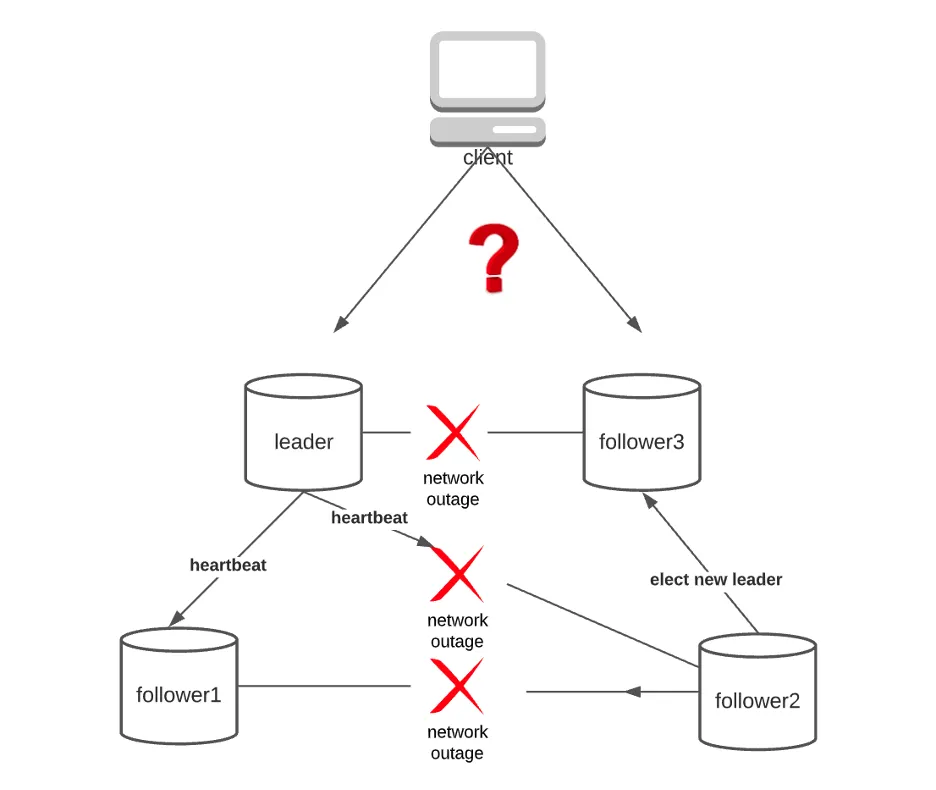 client
?
leader
follower3
network
outage
heartbeat
heartbeat
elect new leader
network
outage
follower1
follower2
network
outage